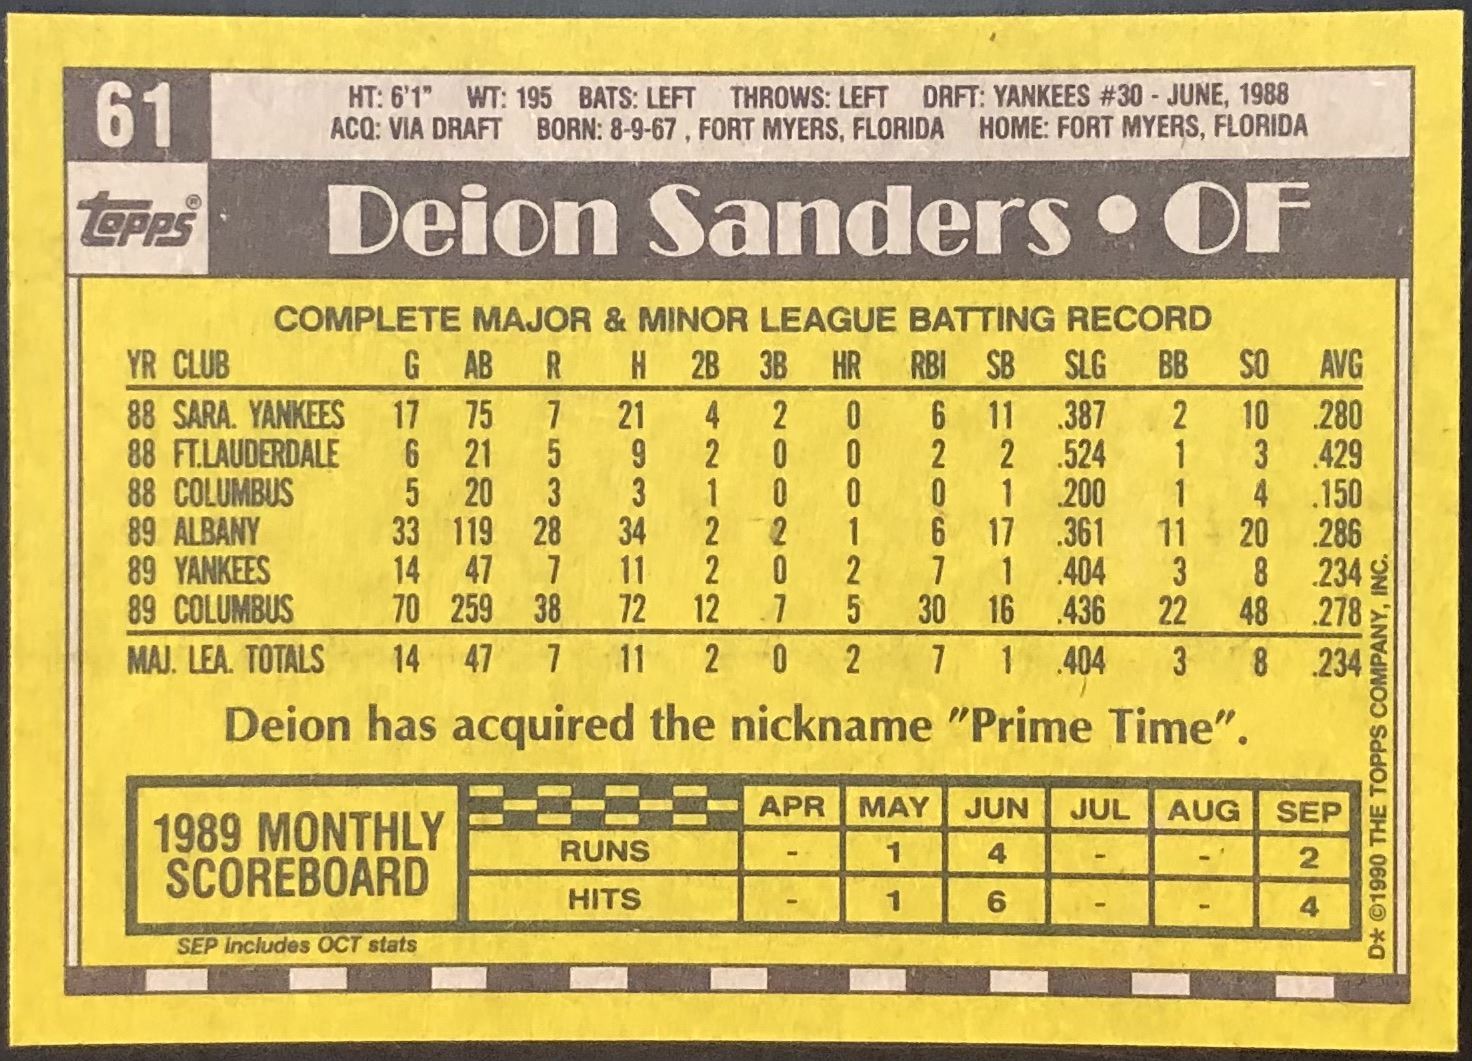 61
HT: 6'1" WT: 195 BATS: LEFT THROWS: LEFT DRFT: YANKEES #30 - JUNE, 1988
ACQ: VIA DRAFT BORN: 8-9-67 , FORT MYERS, FLORIDA HOME: FORT MYERS, FLORIDA
topps®
Deion Sanders • OF
COMPLETE MAJOR & MINOR LEAGUE BATTING RECORD
YR CLUB G AB R H 2B 3B HR RBI SB SLG BB SO AVG
88 SARA. YANKEES 17 75 7 21 4 2 0 6 11 .387 2 10 .280
88 FT.LAUDERDALE 6 21 5 9 2 0 0 2 2 .524 1 3 .429
88 COLUMBUS 5 20 3 3 1 0 0 0 1 .200 1 4 .150
89 ALBANY 33 119 28 34 2 2 1 6 17 .361 11 20 .286
89 YANKEES 14 47 7 11 2 0 2 7 1 .404 3 8 .234
89 COLUMBUS 70 259 38 72 12 7 5 30 16 .436 22 48 .278
MAJ. LEA. TOTALS 14 47 7 11 2 0 2 7 1 .404 3 8 .234
Deion has acquired the nickname "Prime Time".
1989 MONTHLY
SCOREBOARD
APR MAY JUN JUL AUG SEP
RUNS - 1 4 - - 2
HITS - 1 6 - - 4
SEP includes OCT stats
D* ©1990 THE TOPPS COMPANY, INC.